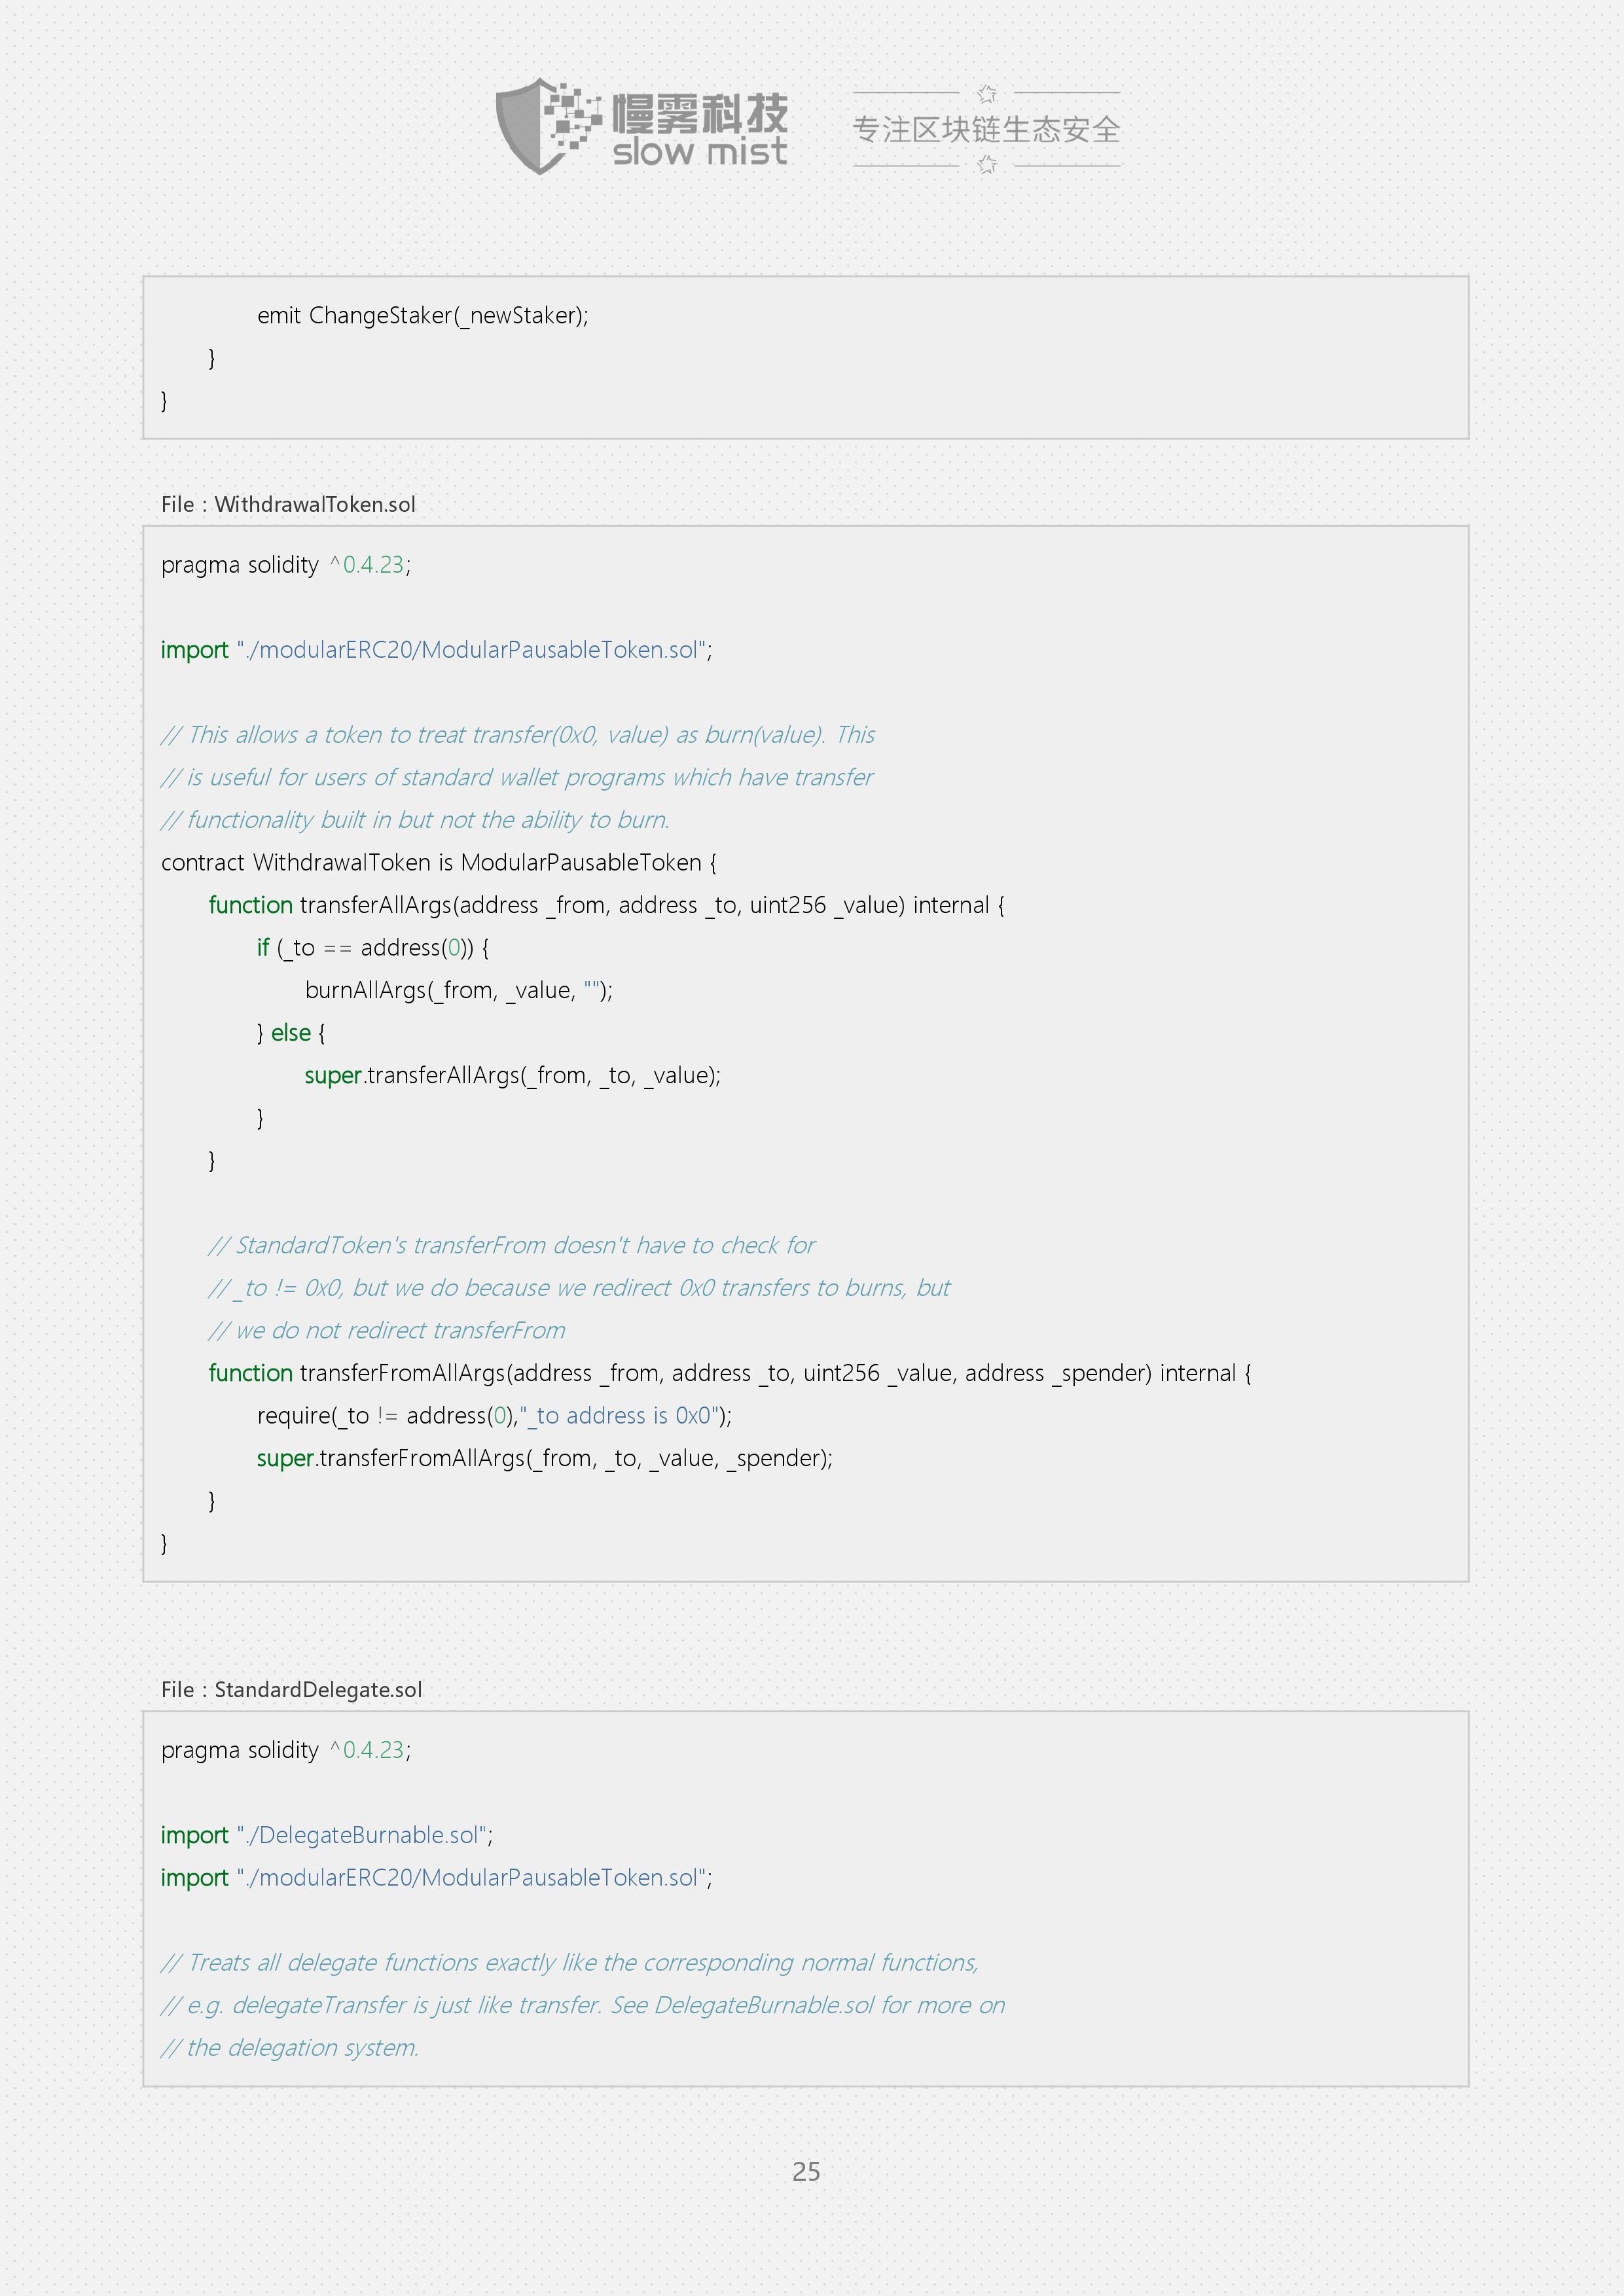 慢雾科技
slow mist
专注区块链生态安全
emit ChangeStaker(_newStaker);
}
}
File : WithdrawalToken.sol
pragma solidity ^0.4.23;
import "./modularERC20/ModularPausableToken.sol";
// This allows a token to treat transfer(0x0, value) as burn(value). This
// is useful for users of standard wallet programs which have transfer
// functionality built in but not the ability to burn.
contract WithdrawalToken is ModularPausableToken {
function transferAllArgs(address _from, address _to, uint256 _value) internal {
if (_to == address(0)) {
burnAllArgs(_from, _value, "");
} else {
super.transferAllArgs(_from, _to, _value);
}
}
// StandardToken's transferFrom doesn't have to check for
// _to != 0x0, but we do because we redirect 0x0 transfers to burns, but
// we do not redirect transferFrom
function transferFromAllArgs(address _from, address _to, uint256 _value, address _spender) internal {
require(_to != address(0),"_to address is 0x0");
super.transferFromAllArgs(_from, _to, _value, _spender);
}
}
File : StandardDelegate.sol
pragma solidity ^0.4.23;
import "./DelegateBurnable.sol";
import "./modularERC20/ModularPausableToken.sol";
// Treats all delegate functions exactly like the corresponding normal functions,
// e.g. delegateTransfer is just like transfer. See DelegateBurnable.sol for more on
// the delegation system.
25